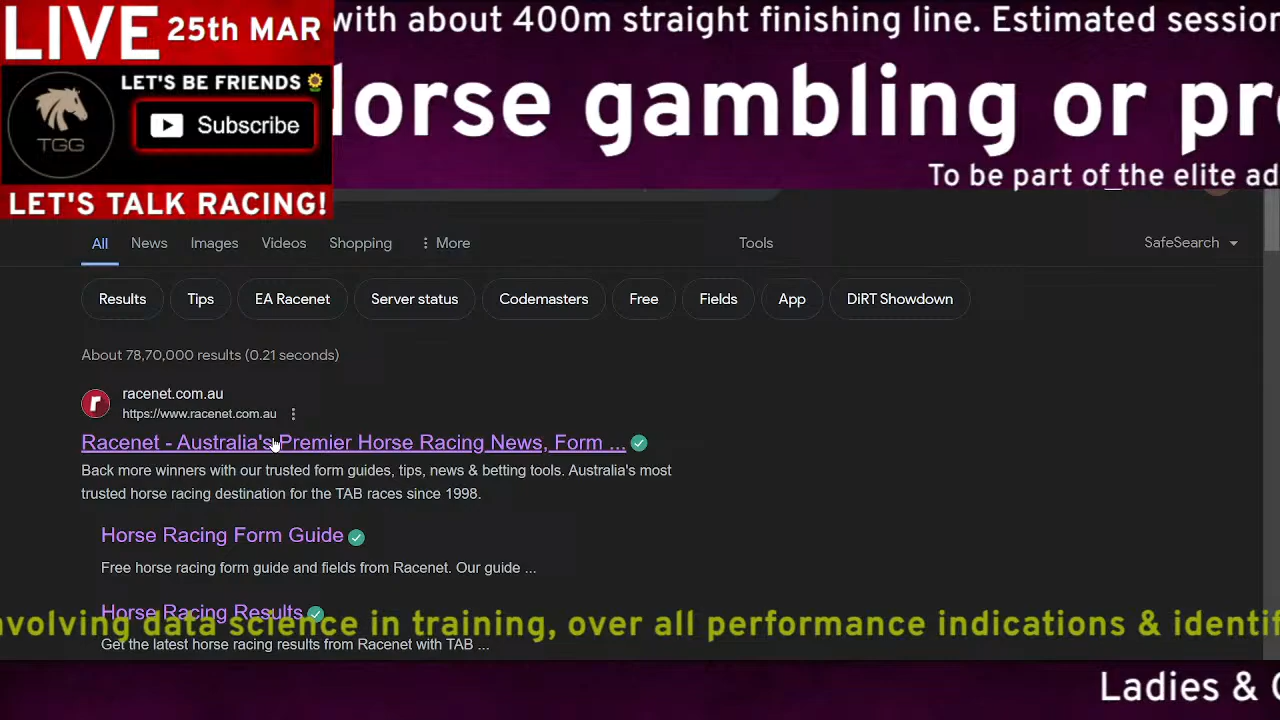 LIVE 25th MAR
with about 400m straight finishing line. Estimated
LET'S BE FRIENDS
Horse gambling or
TGG
Subscribe
To be part of the elite
LET'S TALK RACING!
All News Images Videos Shopping More Tools SafeSearch
Results Tips EA Racenet Server status Codemasters Free Fields App DiRT Showdown
About 78,70,000 results (0.21 seconds)
racenet.com.au
https://www.racenet.com.au
Racenet - Australia's Premier Horse Racing News, Form ...
Back more winners with our trusted form guides, tips, news & betting tools. Australia's most
trusted horse racing destination for the TAB races since 1998.
Horse Racing Form Guide
Free horse racing form guide and fields from Racenet. Our guide ...
Horse Racing Results
nvolving data science in training, over all performance indications &
Get the latest horse racing results from Racenet with TAB ...
Ladies &